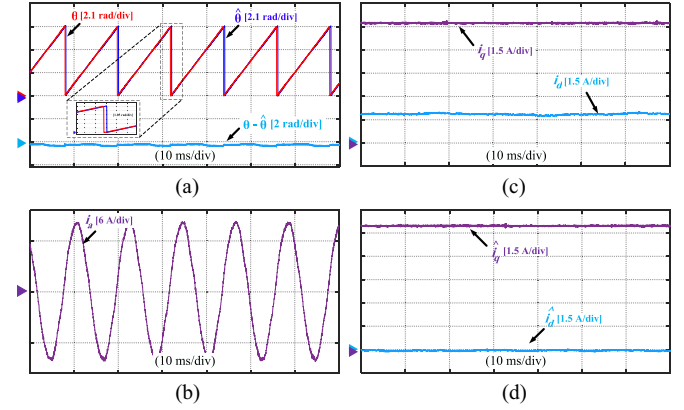 θ [2.1 rad/div]
θ̂ [2.1 rad/div]
θ - θ̂ [2 rad/div]
(10 ms/div)
(a)
i_q [1.5 A/div]
i_d [1.5 A/div]
(10 ms/div)
(c)
i_a [6 A/div]
(10 ms/div)
(b)
î_q [1.5 A/div]
î_d [1.5 A/div]
(10 ms/div)
(d)